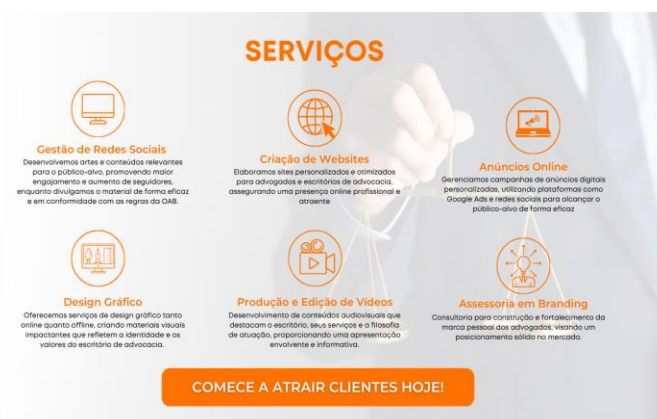 SERVIÇOS
Gestão de Redes Sociais
Desenvolvemos artes e conteúdos relevantes
para o público-alvo, promovendo maior
engajamento e aumento de seguidores,
enquanto divulgamos o material de forma eficaz
e em conformidade com as regras da OAB.
Criação de Websites
Elaboramos sites personalizados e otimizados
para advogados e escritórios de advocacia,
assegurando uma presença online profissional e
atraente
Anúncios Online
Gerenciamos campanhas de anúncios digitais
personalizadas, utilizando plataformas como
Google Ads e redes sociais para alcançar o
público-alvo de forma eficaz
Design Gráfico
Oferecemos serviços de design gráfico tanto
online quanto offline, criando materiais visuais
impactantes que refletem a identidade e os
valores do escritório de advocacia.
Produção e Edição de Vídeos
Desenvolvimento de conteúdos audiovisuais que
destacam o escritório, seus serviços e a filosofia
de atuação, proporcionando uma apresentação
envolvente e informativa.
Assessoria em Branding
Consultoria para construção e fortalecimento da
marca pessoal dos advogados, visando um
posicionamento sólido no mercado.
COMECE A ATRAIR CLIENTES HOJE!